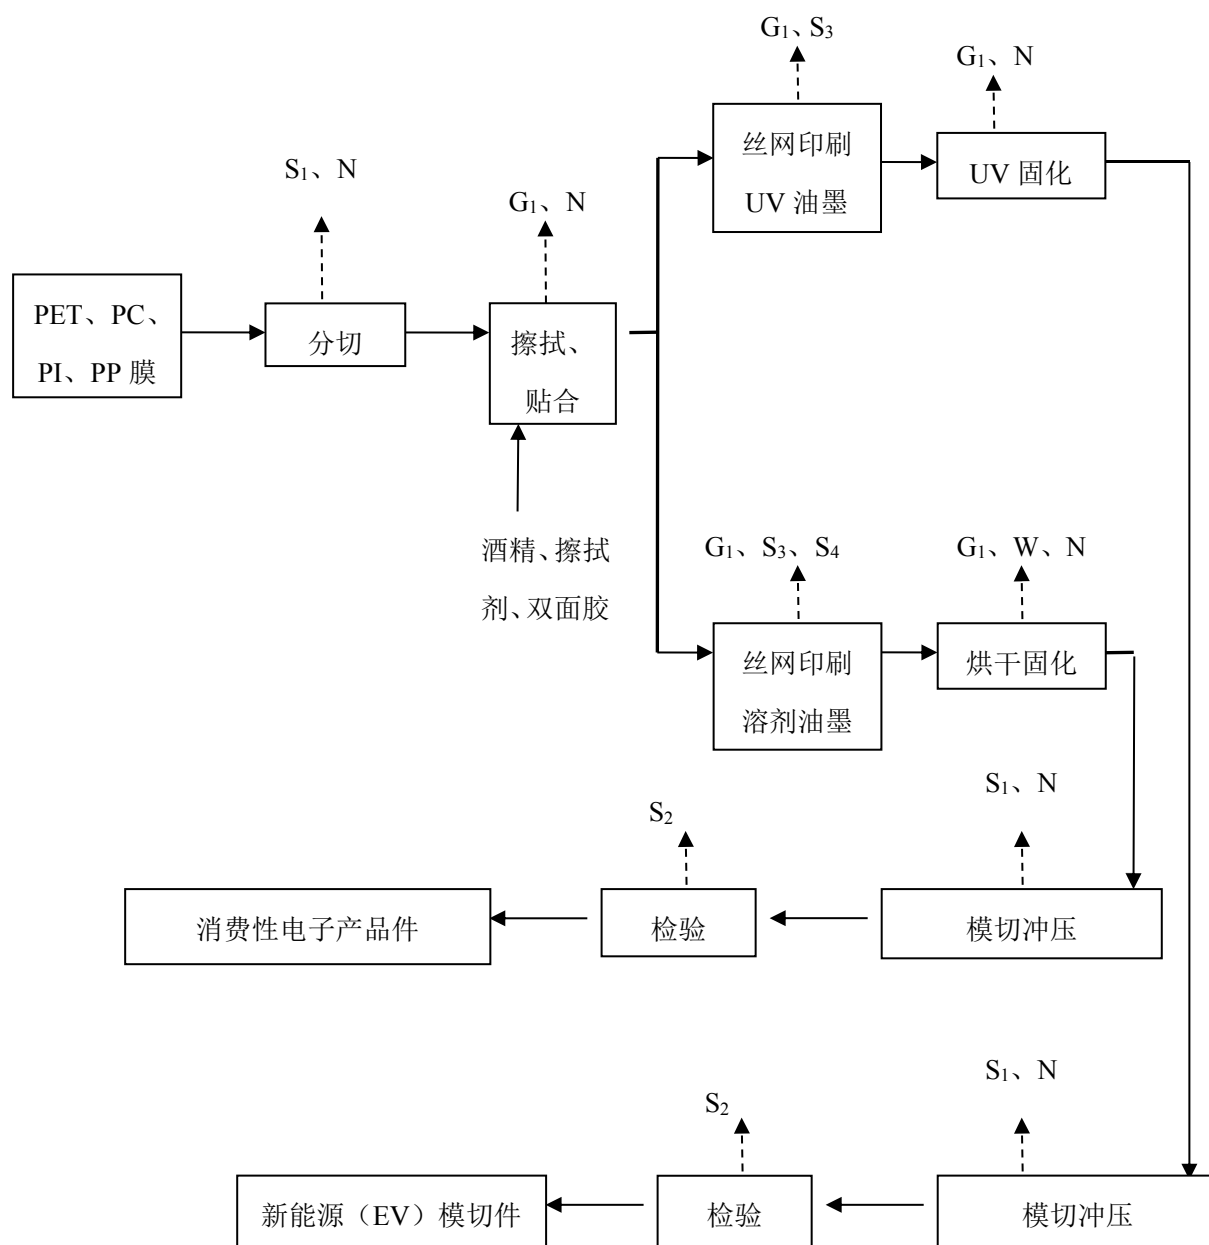 G₁、S₃
G₁、N
丝网印刷
UV 油墨
UV 固化
S₁、N
G₁、N
PET、PC、
PI、PP 膜
分切
擦拭、
贴合
酒精、擦拭
剂、双面胶
G₁、S₃、S₄
G₁、W、N
丝网印刷
溶剂油墨
烘干固化
S₂
S₁、N
消费性电子产品件
检验
模切冲压
S₂
S₁、N
新能源（EV）模切件
检验
模切冲压